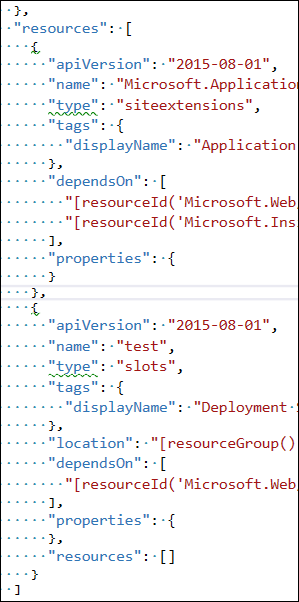 },
"resources": [
{
"apiVersion": "2015-08-01",
"name": "Microsoft.Application
"type": "siteextensions",
"tags": {
"displayName": "Application
},
"dependsOn": [
"[resourceId('Microsoft.Web,
"[resourceId('Microsoft.Ins
],
"properties": {
}
},
{
"apiVersion": "2015-08-01",
"name": "test",
"type": "slots",
"tags": {
"displayName": "Deployment S
},
"location": "[resourceGroup()
"dependsOn": [
"[resourceId('Microsoft.Web,
],
"properties": {
},
"resources": []
}
]